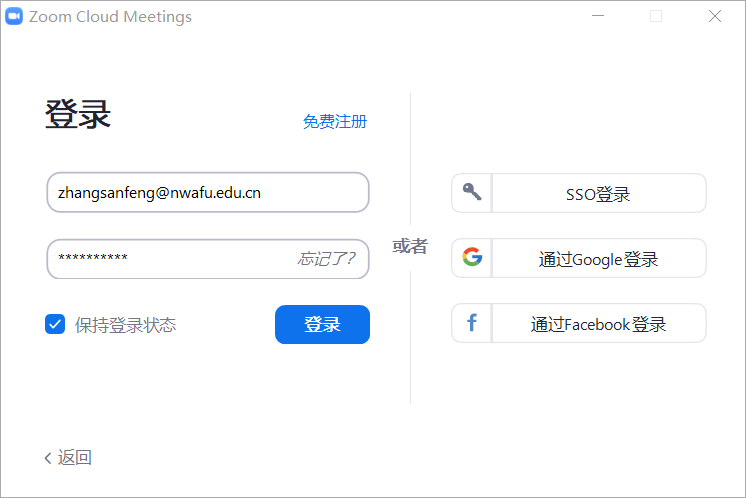 Zoom Cloud Meetings
登录
免费注册
zhangsanfeng@nwafu.edu.cn
********** 忘记了?
保持登录状态
登录
或者
SSO登录
通过Google登录
通过Facebook登录
返回